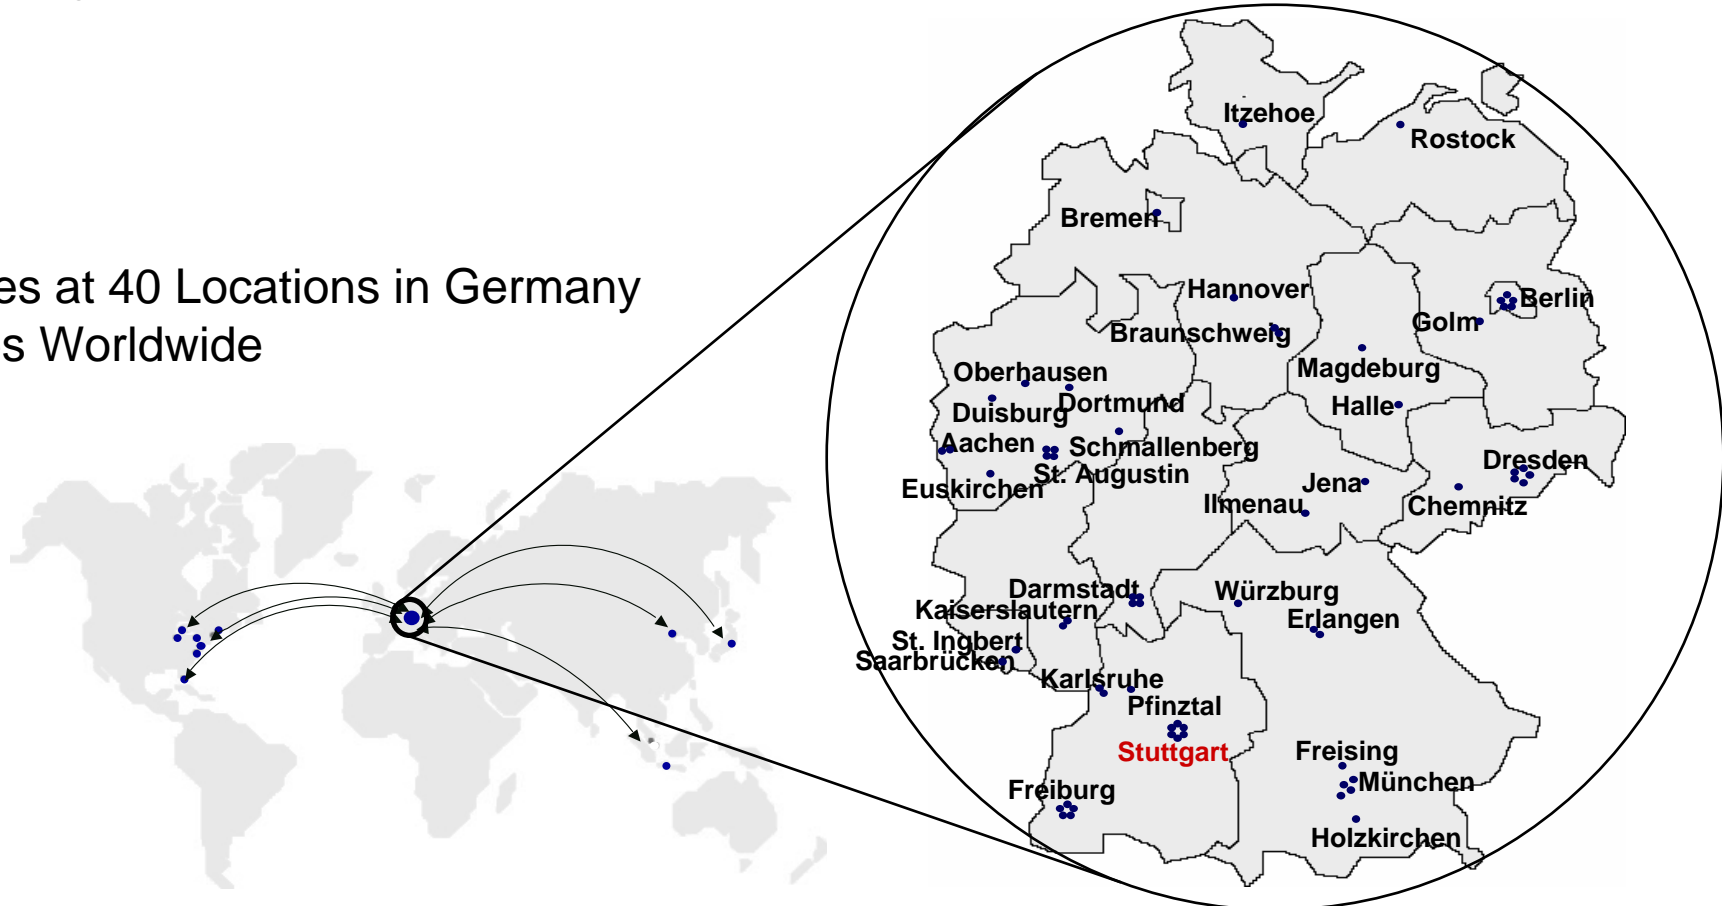 es at 40 Locations in Germany
s Worldwide
Itzehoe
Rostock
Bremen
Hannover
Berlin
Golm
Braunschweig
Oberhausen
Magdeburg
Duisburg
Dortmund
Halle
Aachen
Schmallenberg
St. Augustin
Dresden
Euskirchen
Jena
Ilmenau
Chemnitz
Darmstadt
Würzburg
Kaiserslautern
Erlangen
St. Ingbert
Saarbrücken
Karlsruhe
Pfinztal
Stuttgart
Freising
München
Freiburg
Holzkirchen